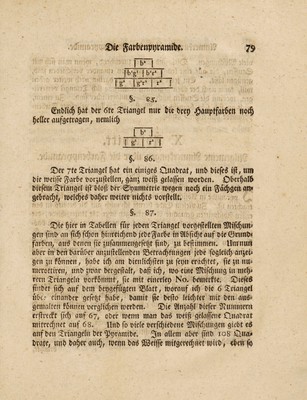 Die Farbenpyramide. 79
b⁴
b³g¹ b³r¹
§. 85.
Endlich hat der 6te Triangel nur die drey Hauptfarben noch
heller aufgetragen, nemlich
§. 86.
Der 7te Triangel hat ein einiges Quadrat, und dieses ist, um
die weisse Farbe vorzustellen, ganz weiß gelassen worden. Oberhalb
diesem Triangel ist bloß der Symmetrie wegen noch ein Fächgen an-
gebracht, welches daher weiter nichts vorstellt.
§. 87.
Die hier in Tabellen für jeden Triangel vorgestellten Mischun-
gen sind an sich schon hinreichend jede Farbe in Absicht auf die Grund-
farben, aus denen sie zusammengesetzt sind, zu bestimmen. Um nun
aber in den darüber anzustellenden Betrachtungen jede sogleich anzei-
gen zu können, habe ich am dienlichsten zu seyn erachtet, sie zu nu-
merotiren, und zwar dergestalt, daß ich, wo eine Mischung in meh-
rern Triangeln vorkömmt, sie mit einerley No. bemerkte. Dieses
findet sich auf dem beygefügten Blatt, worauf ich die 6 Triangel
über einander gesetzt habe, damit sie desto leichter mit den aus-
gemalten können verglichen werden. Die Anzahl dieser Numeren
erstreckt sich auf 67, oder wenn man das weiß gelassene Quadrat
mitrechnet auf 68. Und so viele verschiedene Mischungen giebt es
auf den Triangeln der Pyramide. In allem aber sind 108 Qua-
drate, und daher auch, wenn das Weisse mitgerechnet wird, eben so